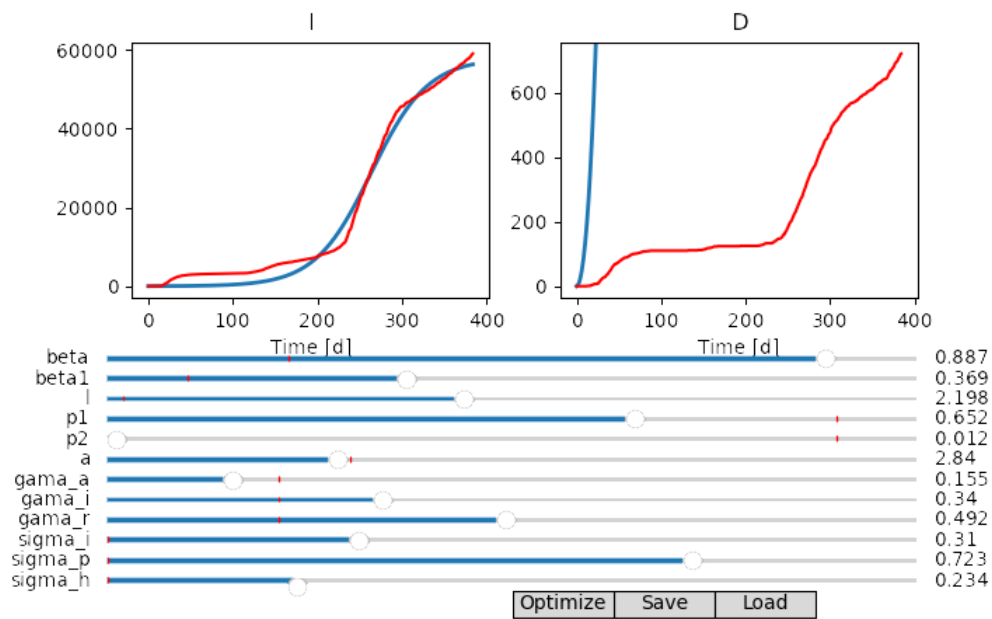 I D
60000
40000
20000
0
600
400
200
0
0 100 200 300 400 0 100 200 300 400
Time [d] Time [d]
beta 0.887
beta1 0.369
l 2.198
p1 0.652
p2 0.012
a 2.84
gama_a 0.155
gama_i 0.34
gama_r 0.492
sigma_i 0.31
sigma_p 0.723
sigma_h 0.234
Optimize Save Load